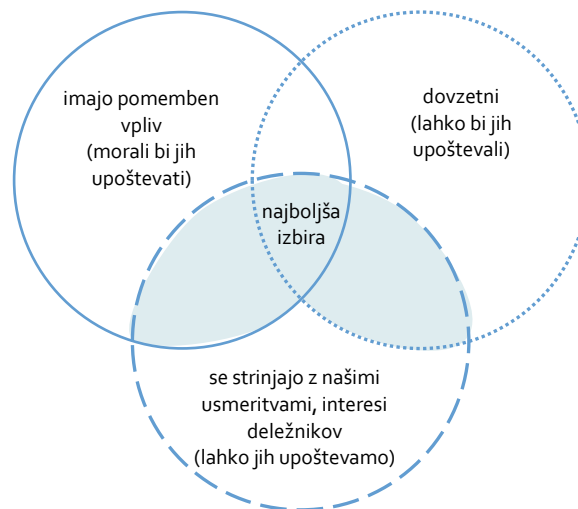 imajo pomemben
vpliv
(morali bi jih
upoštevati)
dovzetni
(lahko bi jih
upoštevali)
najboljša
izbira
se strinjajo z našimi
usmeritvami, interesi
deležnikov
(lahko jih upoštevamo)